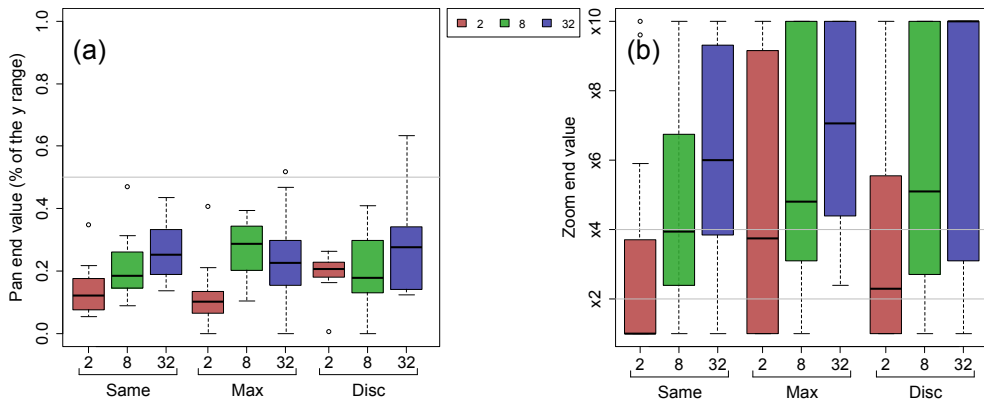 (a)
Pan end value (% of the y range)
1.0
0.8
0.6
0.4
0.2
0.0
2 8 32 2 8 32 2 8 32
Same Max Disc
2 8 32
(b)
Zoom end value
x10
x8
x6
x4
x2
2 8 32 2 8 32 2 8 32
Same Max Disc